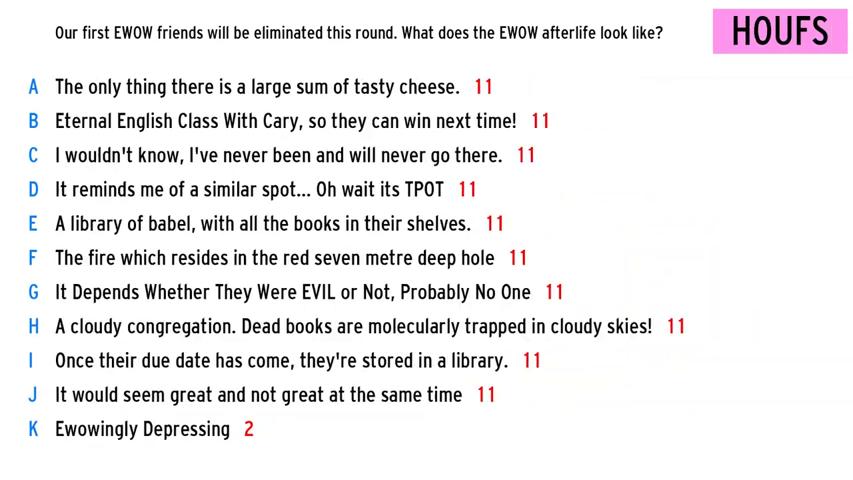 Our first EWOW friends will be eliminated this round. What does the EWOW afterlife look like?
HOUFS
A The only thing there is a large sum of tasty cheese. 11
B Eternal English Class With Cary, so they can win next time! 11
C I wouldn't know, I've never been and will never go there. 11
D It reminds me of a similar spot... Oh wait its TPOT 11
E A library of babel, with all the books in their shelves. 11
F The fire which resides in the red seven metre deep hole 11
G It Depends Whether They Were EVIL or Not, Probably No One 11
H A cloudy congregation. Dead books are molecularly trapped in cloudy skies! 11
I Once their due date has come, they're stored in a library. 11
J It would seem great and not great at the same time 11
K Ewowingly Depressing 2